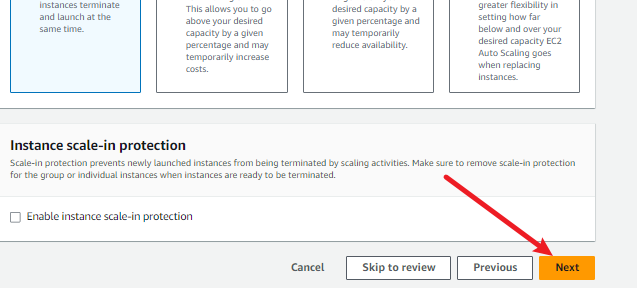 instances terminate
and launch at the
same time.
This allows you to go
above your desired
capacity by a given
percentage and may
temporarily increase
costs.
desired capacity by a
given percentage and
may temporarily
reduce availability.
greater flexibility in
setting how far
below and over your
desired capacity EC2
Auto Scaling goes
when replacing
instances.
Instance scale-in protection
Scale-in protection prevents newly launched instances from being terminated by scaling activities. Make sure to remove scale-in protection
for the group or individual instances when instances are ready to be terminated.
Enable instance scale-in protection
Cancel
Skip to review
Previous
Next